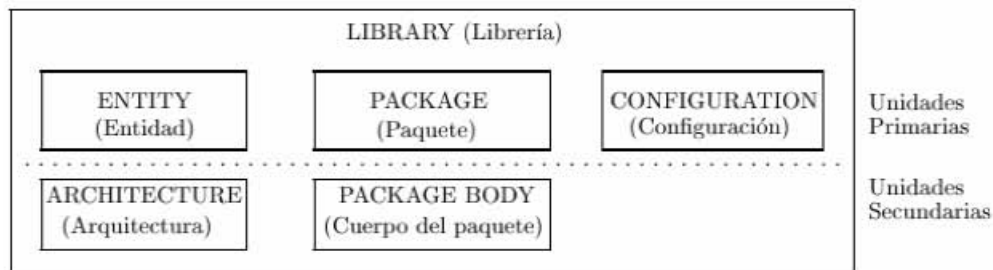 LIBRARY (Librería)
ENTITY
(Entidad)
PACKAGE
(Paquete)
CONFIGURATION
(Configuración)
Unidades
Primarias
ARCHITECTURE
(Arquitectura)
PACKAGE BODY
(Cuerpo del paquete)
Unidades
Secundarias